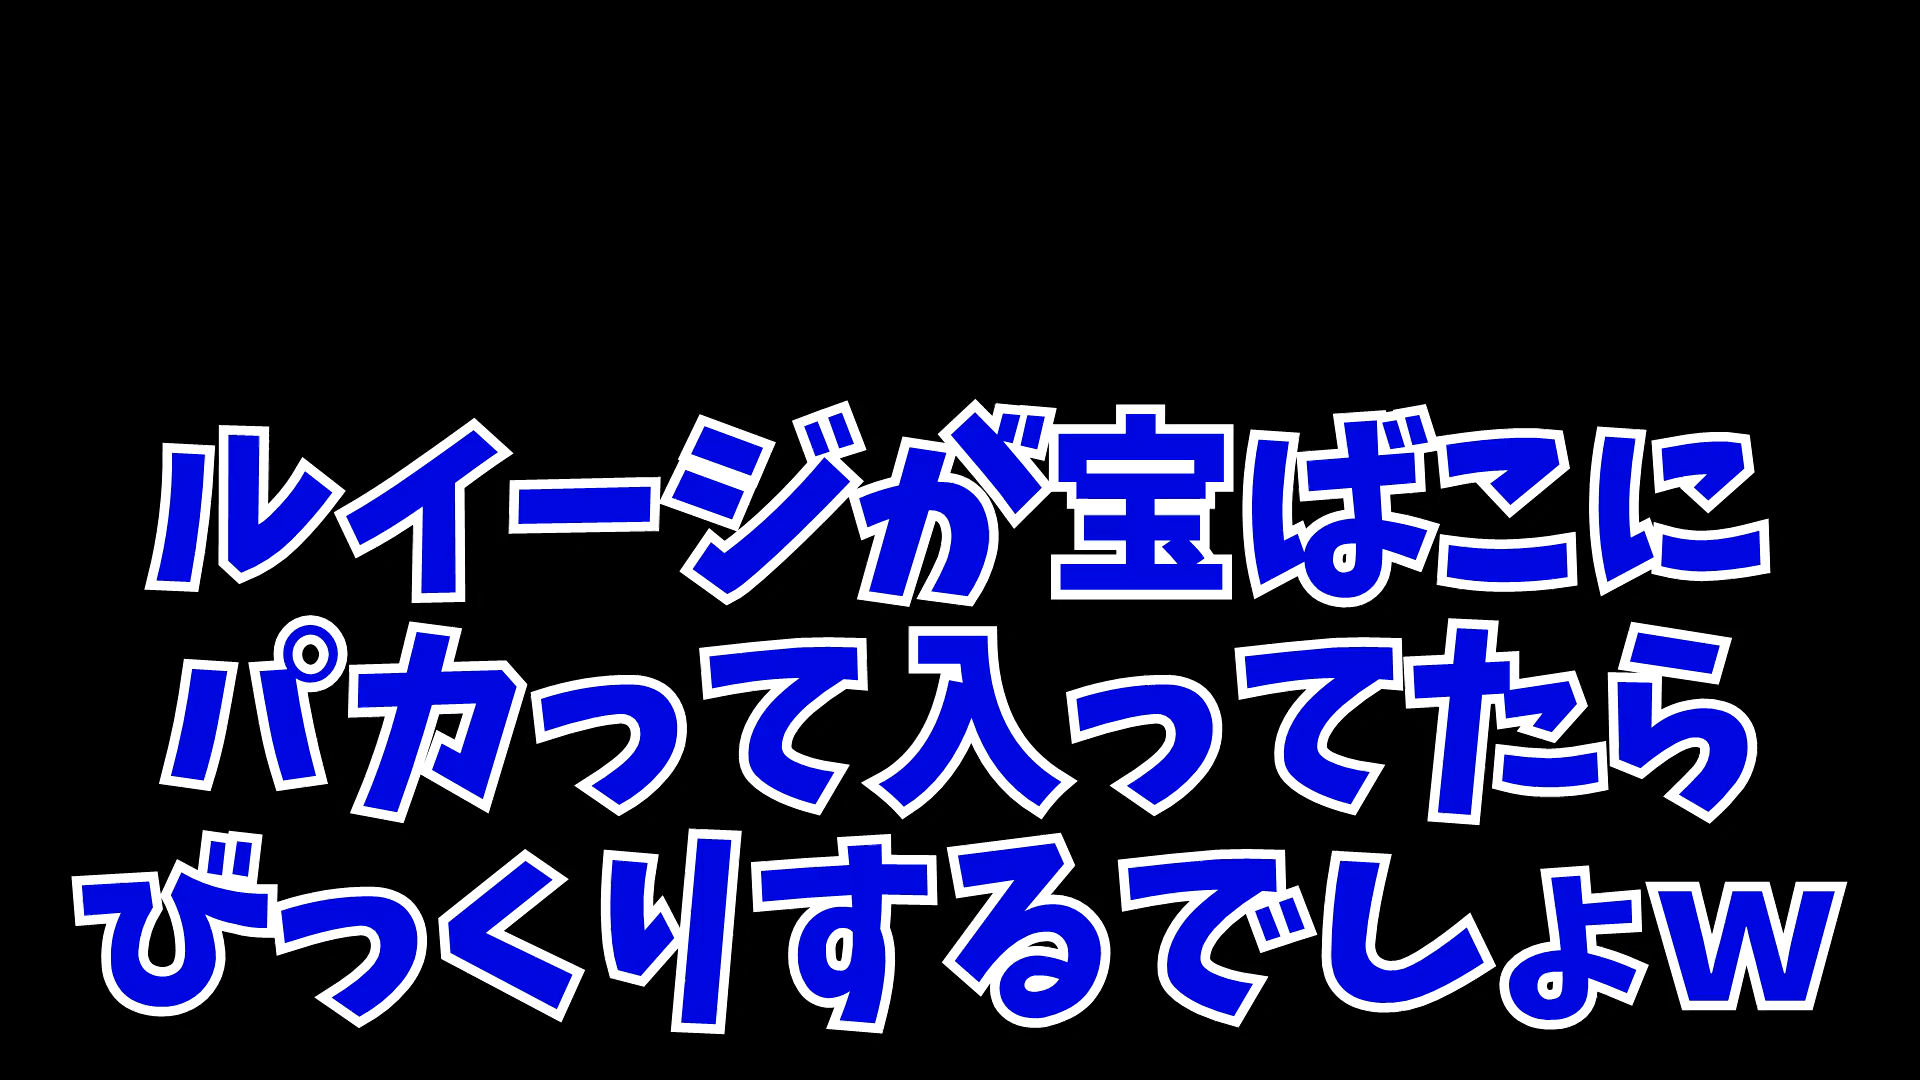 ルイージが宝ばこに
パカって入ってたら
びっくりするでしょw